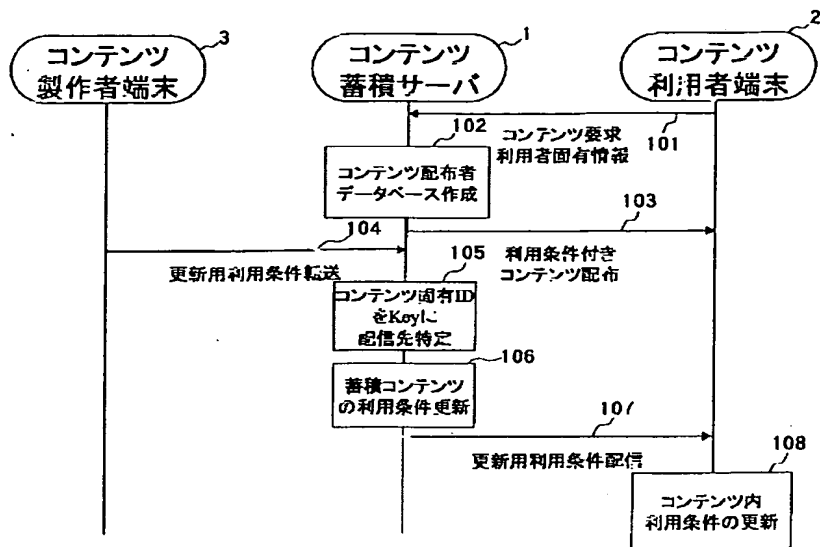 3
コンテンツ
製作者端末
1
コンテンツ
蓄積サーバ
2
コンテンツ
利用者端末
101
コンテンツ要求
利用者固有情報
102
コンテンツ配布者
データベース作成
103
利用条件付き
コンテンツ配布
104
更新用利用条件転送
105
コンテンツ固有ID
をKeyに
配信先特定
106
蓄積コンテンツ
の利用条件更新
107
更新用利用条件配信
108
コンテンツ内
利用条件の更新